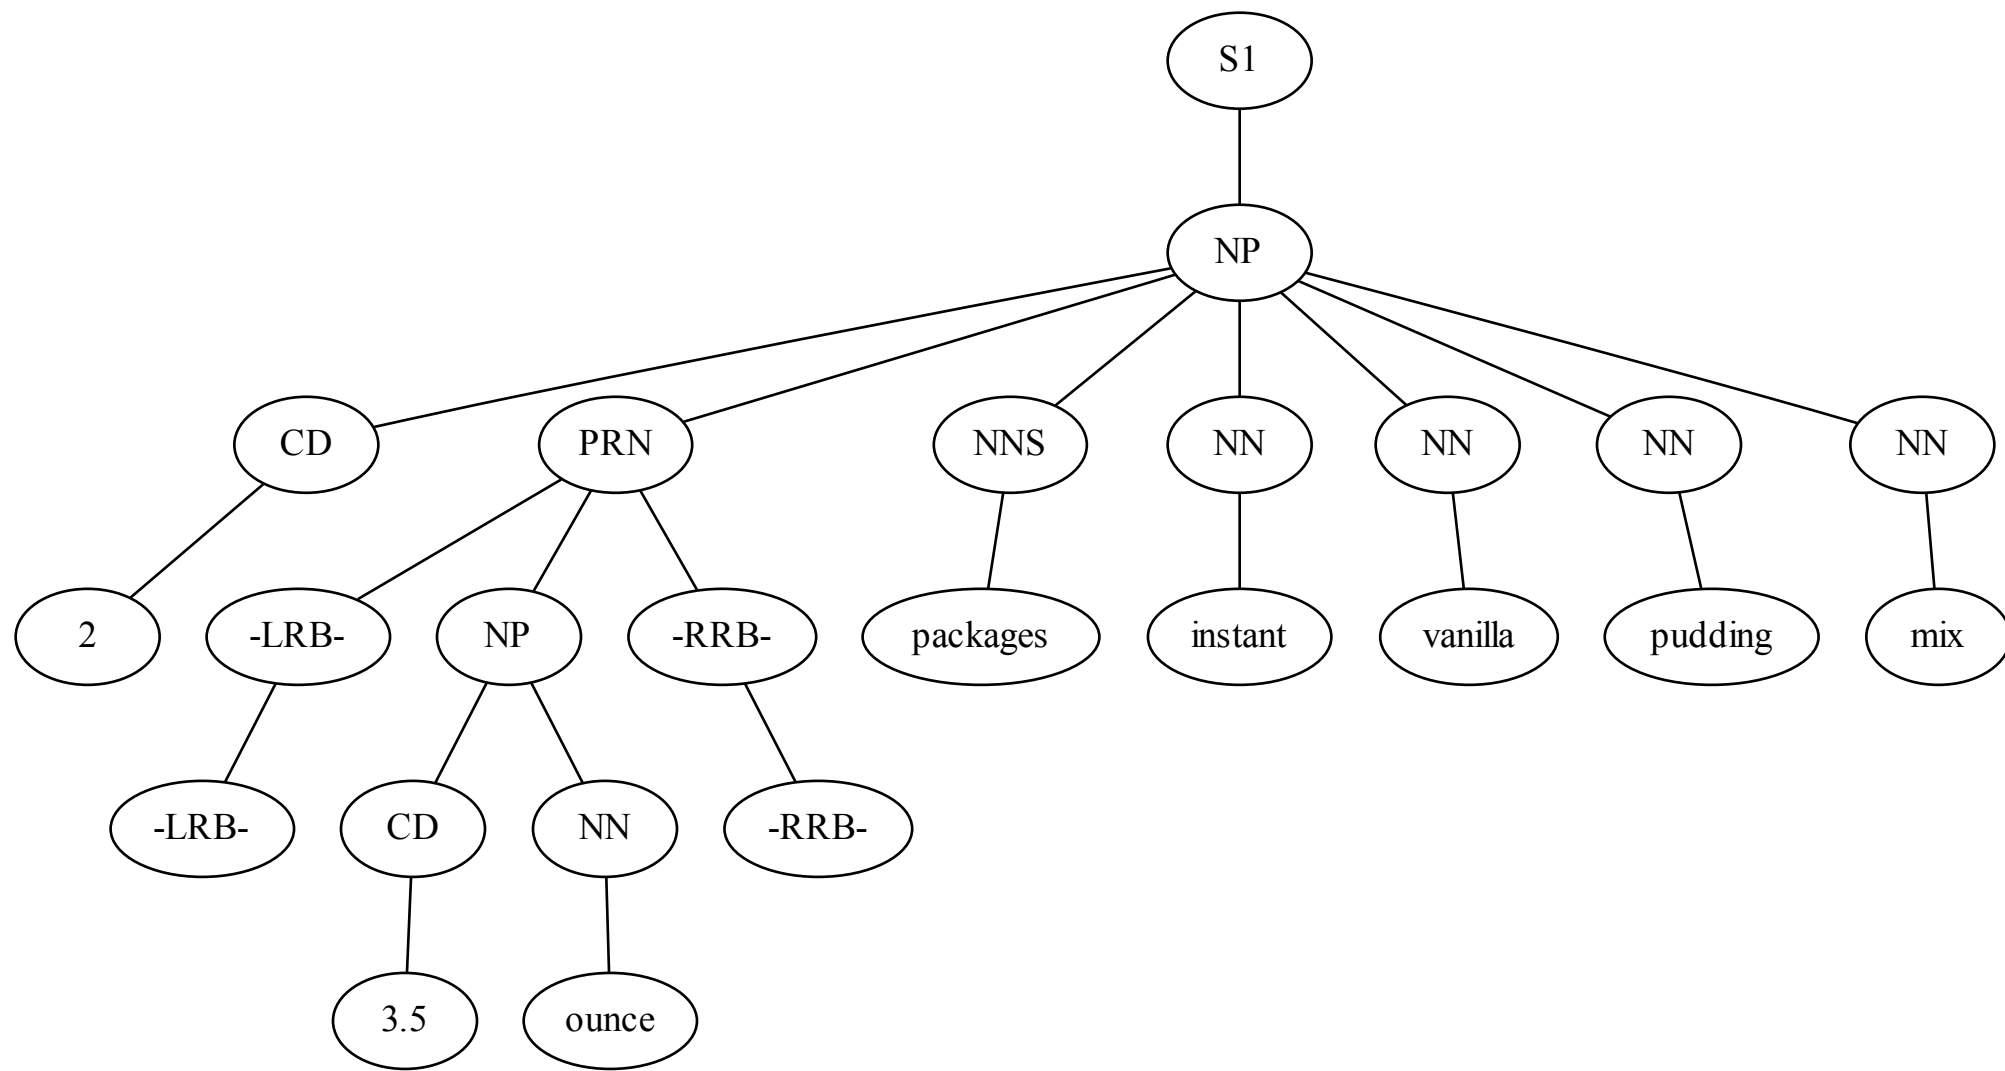 S1
NP
CD PRN NNS NN NN NN NN
2 -LRB- NP -RRB- packages instant vanilla pudding mix
-LRB- CD NN -RRB-
3.5 ounce